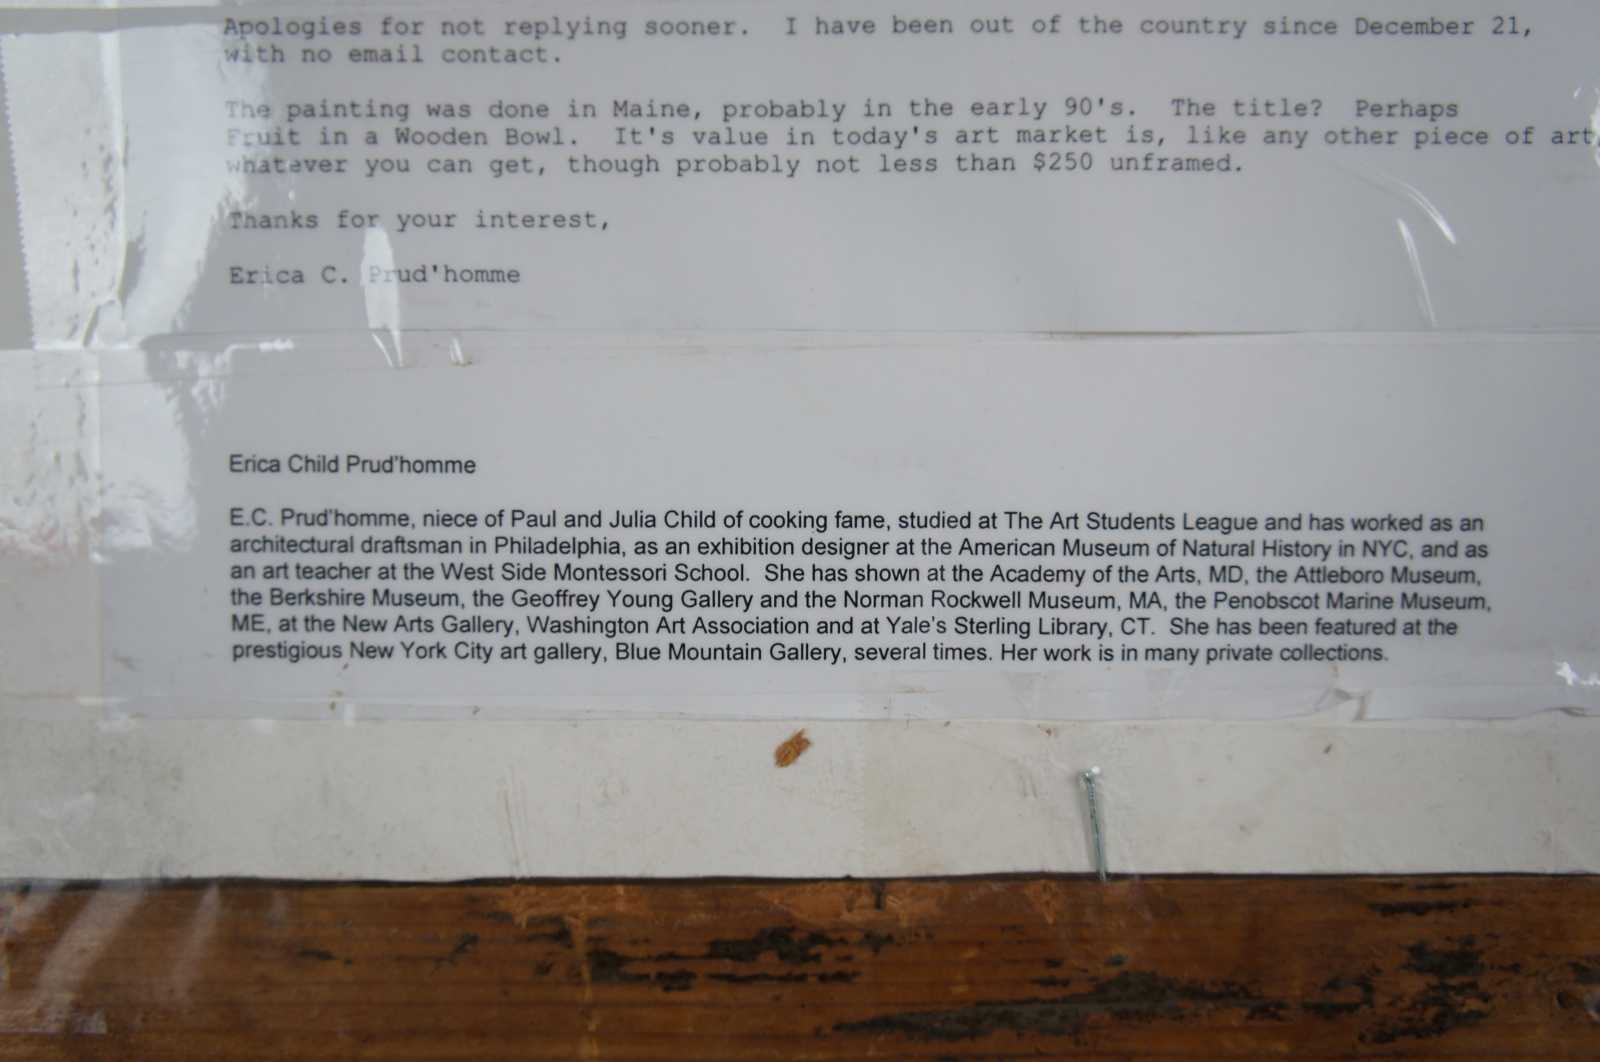 Apologies for not replying sooner.  I have been out of the country since December 21,
with no email contact.
The painting was done in Maine, probably in the early 90's.  The title?  Perhaps
Fruit in a Wooden Bowl.  It's value in today's art market is, like any other piece of art,
whatever you can get, though probably not less than $250 unframed.
Thanks for your interest,
Erica C. Prud'homme
Erica Child Prud'homme
E.C. Prud'homme, niece of Paul and Julia Child of cooking fame, studied at The Art Students League and has worked as an
architectural draftsman in Philadelphia, as an exhibition designer at the American Museum of Natural History in NYC, and as
an art teacher at the West Side Montessori School.  She has shown at the Academy of the Arts, MD, the Attleboro Museum,
the Berkshire Museum, the Geoffrey Young Gallery and the Norman Rockwell Museum, MA, the Penobscot Marine Museum,
ME, at the New Arts Gallery, Washington Art Association and at Yale's Sterling Library, CT.  She has been featured at the
prestigious New York City art gallery, Blue Mountain Gallery, several times. Her work is in many private collections.